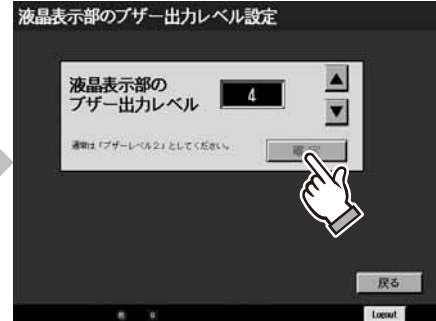 液晶表示部のブザー出力レベル設定
液晶表示部の
ブザー出力レベル
4
通常は「ブザーレベル2」としてください。
戻る
Logout